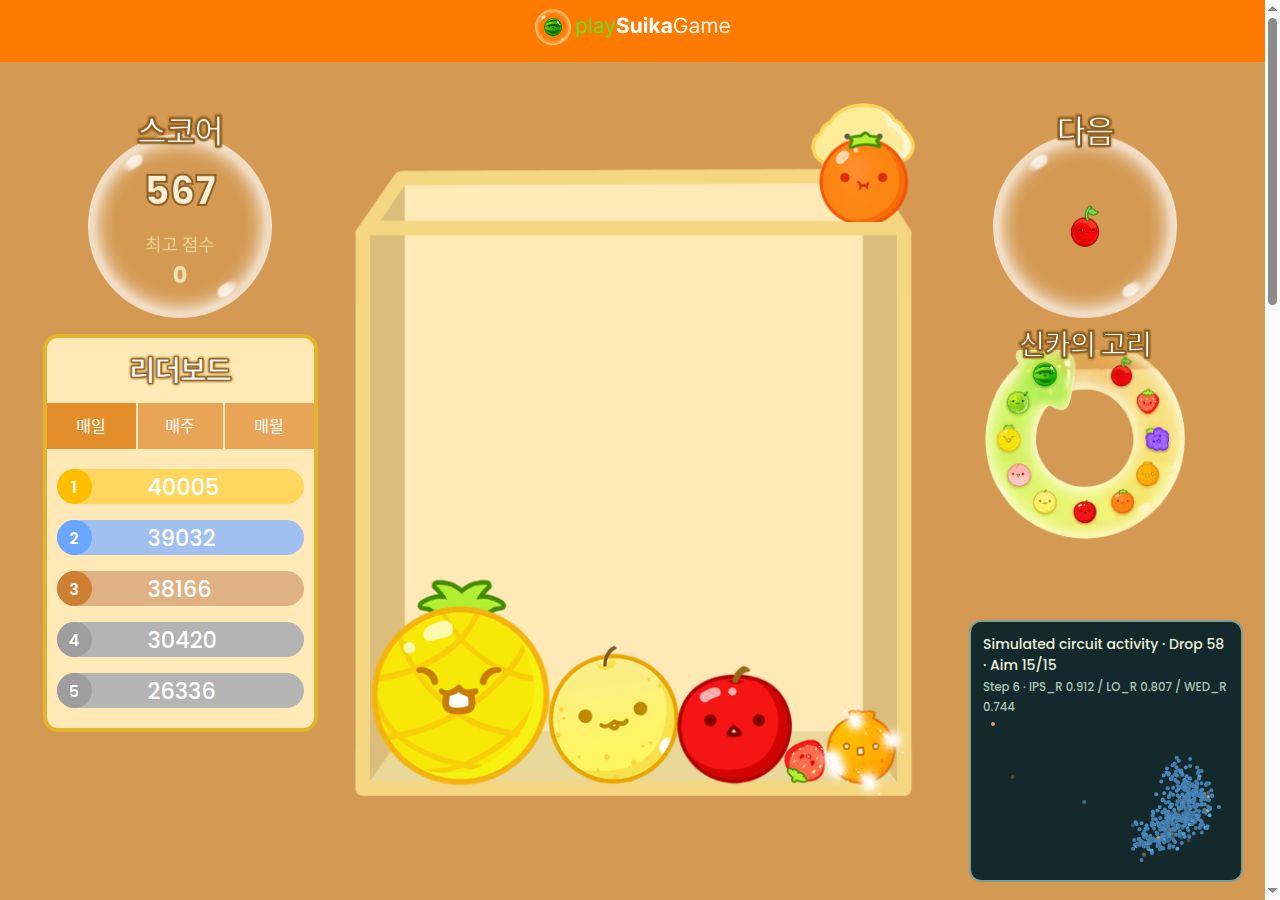 playSuikaGame
스코어
567
최고 점수
0
리더보드
매일 매주 매월
1 40005
2 39032
3 38166
4 30420
5 26336
다음
신카의 고리
Simulated circuit activity · Drop 58
· Aim 15/15
Step 6 · IPS_R 0.912 / LO_R 0.807 / WED_R
0.744